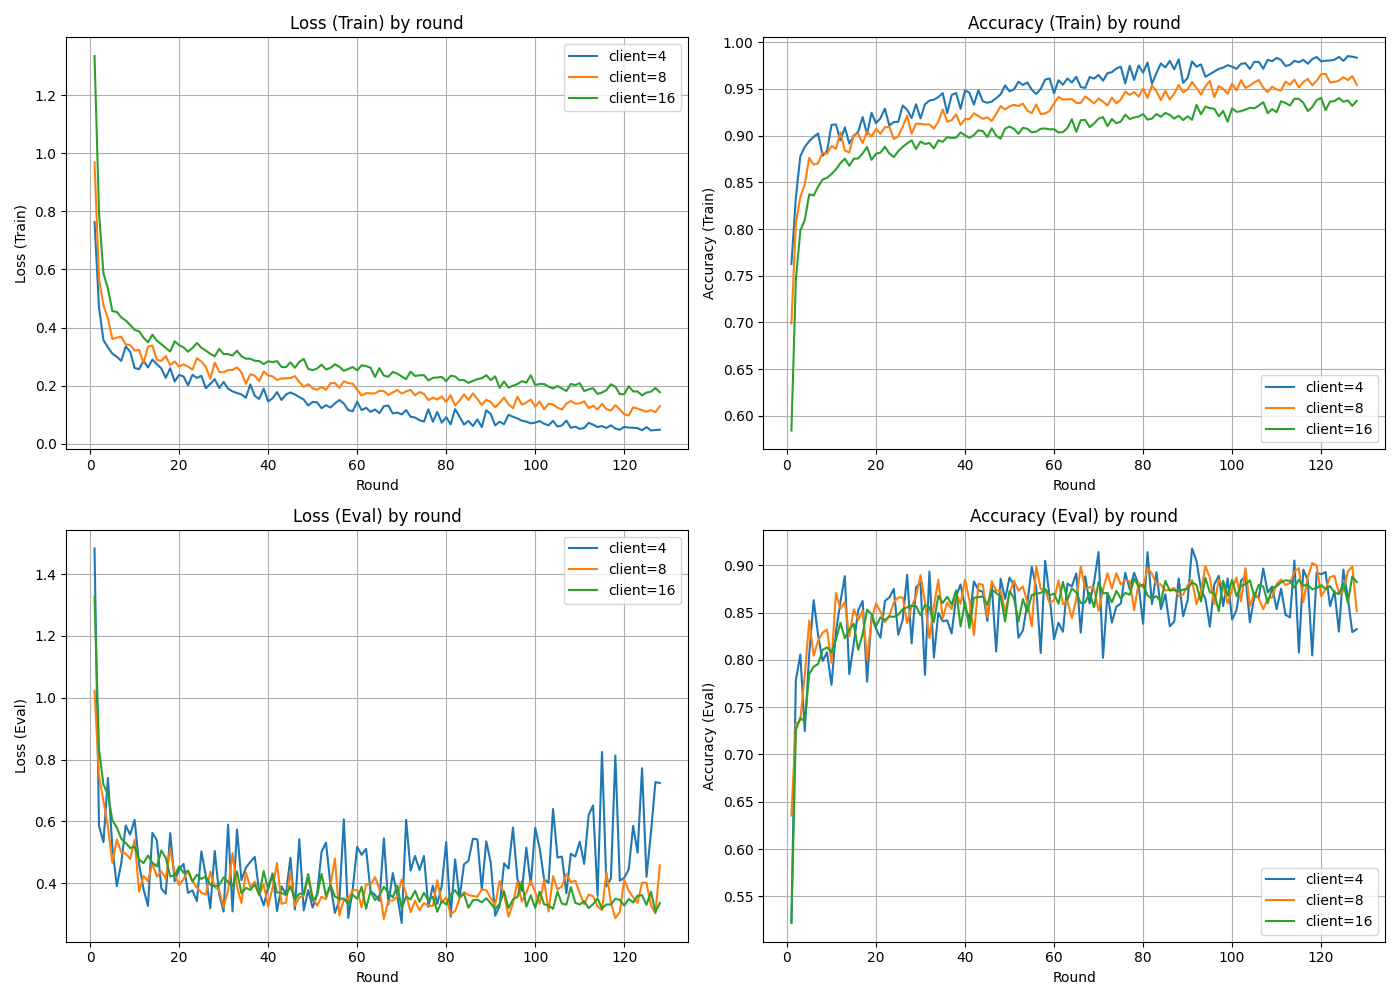 Loss (Train) by round
Loss (Train)
1.2
1.0
0.8
0.6
0.4
0.2
0.0
client=4
client=8
client=16
0 20 40 60 80 100 120
Round
Accuracy (Train) by round
Accuracy (Train)
1.00
0.95
0.90
0.85
0.80
0.75
0.70
0.65
0.60
client=4
client=8
client=16
0 20 40 60 80 100 120
Round
Loss (Eval) by round
Loss (Eval)
1.4
1.2
1.0
0.8
0.6
0.4
client=4
client=8
client=16
0 20 40 60 80 100 120
Round
Accuracy (Eval) by round
Accuracy (Eval)
0.90
0.85
0.80
0.75
0.70
0.65
0.60
0.55
client=4
client=8
client=16
0 20 40 60 80 100 120
Round